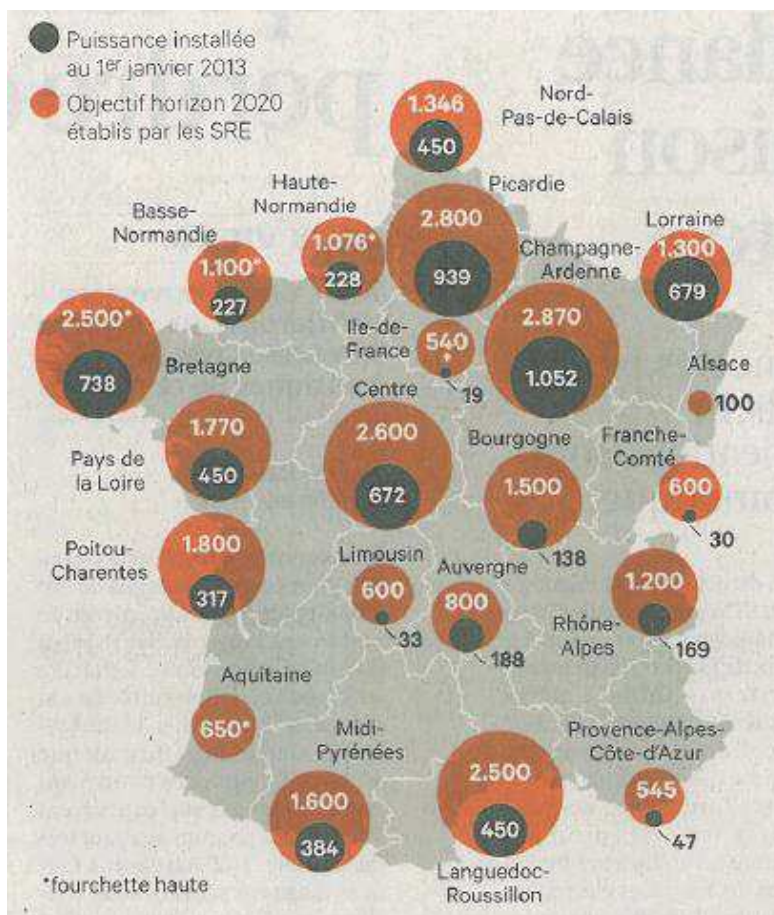 Puissance installée
au 1er janvier 2013
Objectif horizon 2020
établis par les SRE
1.346
450
Nord-
Pas-de-Calais
Haute-
Normandie
1.076*
228
Picardie
2.800
939
Basse-
Normandie
1.100*
227
Lorraine
1.300
679
Champagne-
Ardenne
2.870
1.052
2.500*
738
Bretagne
Ile-de-
France
540
*
19
Alsace
100
Centre
2.600
672
1.770
450
Pays de
la Loire
Bourgogne
1.500
138
Franche-
Comté
600
30
Poitou-
Charentes
1.800
317
Limousin
600
33
Auvergne
800
188
1.200
Rhône-
Alpes
169
Aquitaine
650*
Midi-
Pyrénées
1.600
384
2.500
450
Languedoc-
Roussillon
Provence-Alpes-
Côte-d'Azur
545
47
*fourchette haute